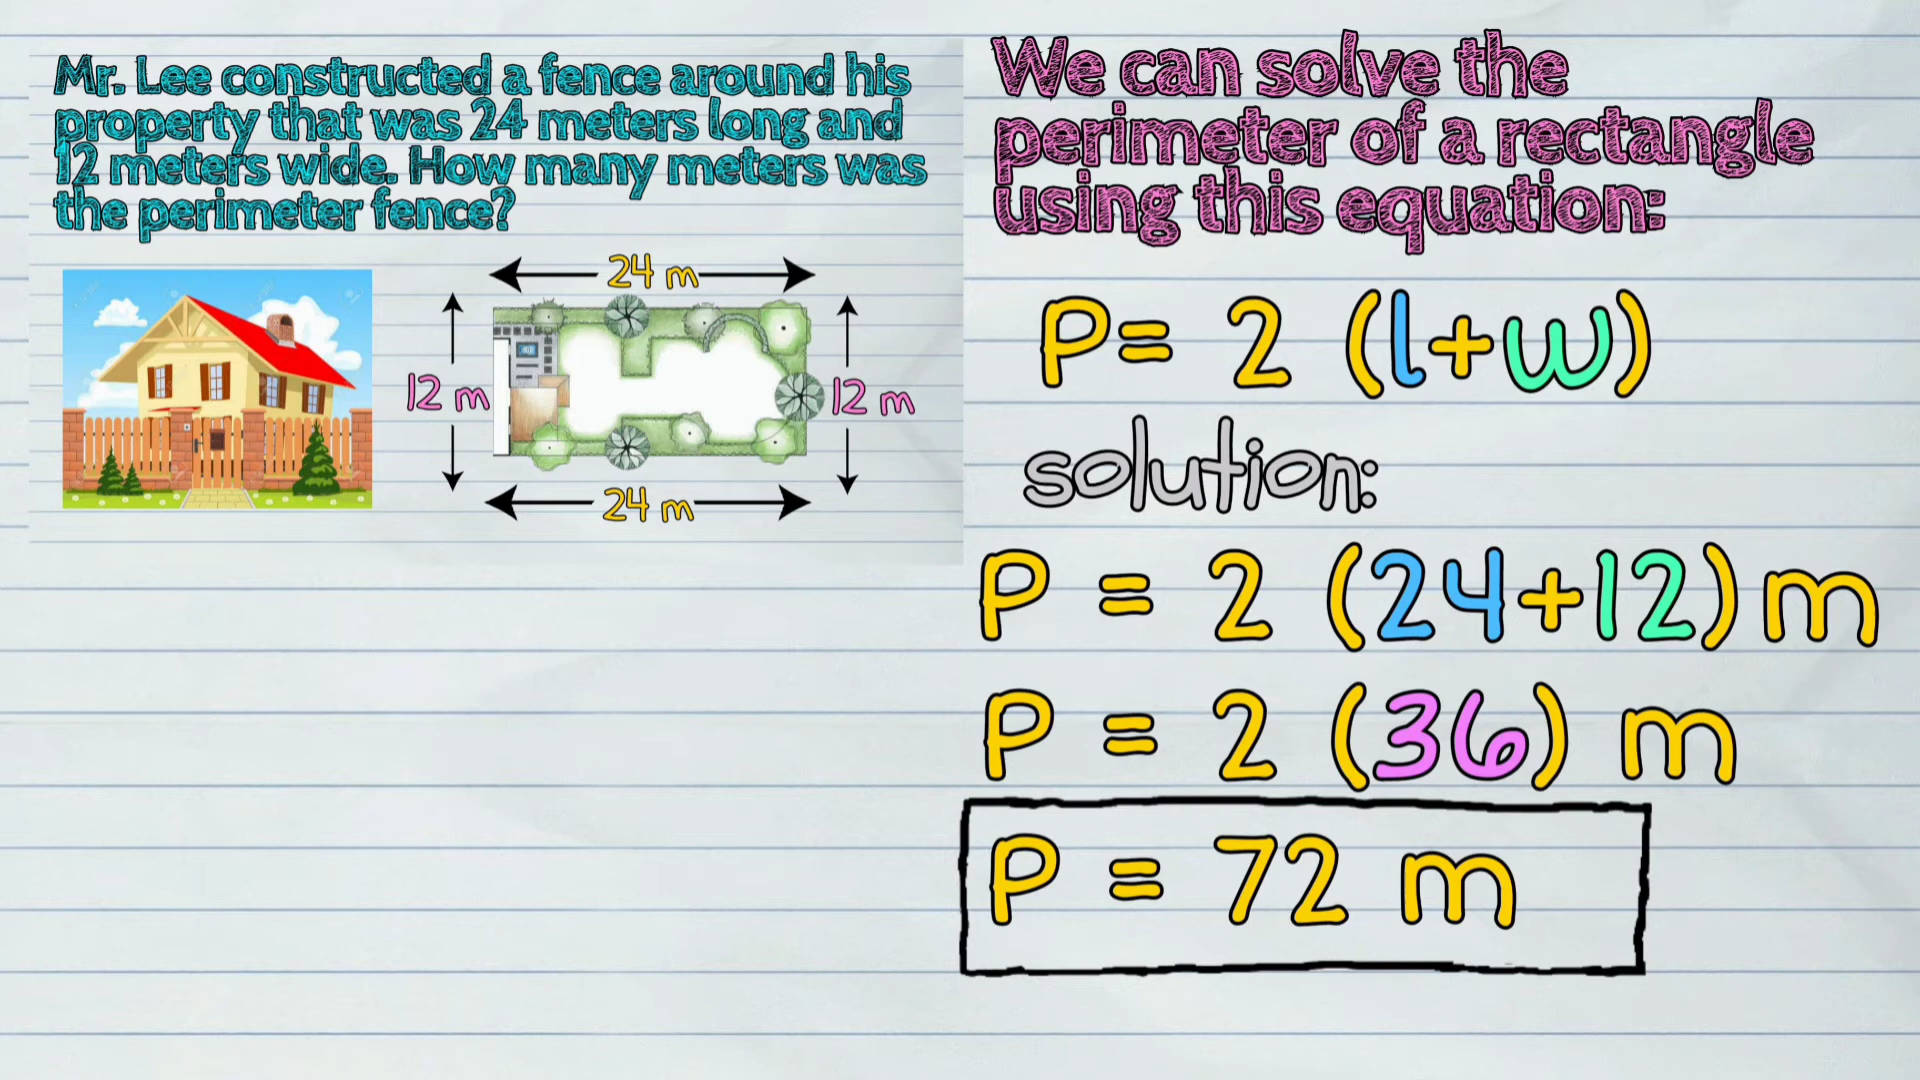 Mr. Lee constructed a fence around his
property that was 24 meters long and
12 meters wide. How many meters was
the perimeter fence?
24 m
12 m
12 m
24 m
We can solve the
perimeter of a rectangle
using this equation:
P= 2 (l+w)
solution:
P = 2 (24+12) m
P = 2 (36) m
P = 72 m